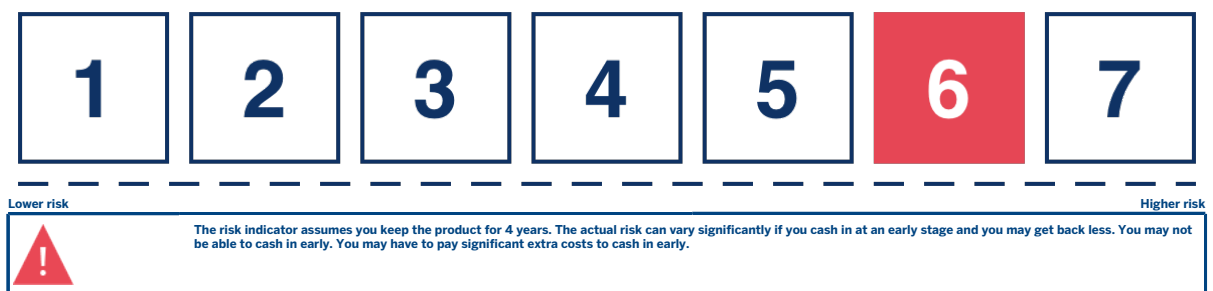 1 2 3 4 5 6 7
Lower risk Higher risk
The risk indicator assumes you keep the product for 4 years. The actual risk can vary significantly if you cash in at an early stage and you may get back less. You may not
be able to cash in early. You may have to pay significant extra costs to cash in early.
!